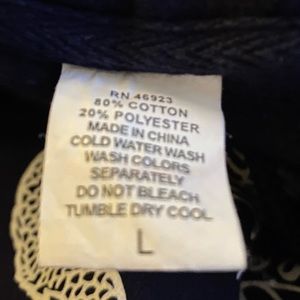 RN 46923
80% COTTON
20% POLYESTER
MADE IN CHINA
COLD WATER WASH
WASH COLORS
SEPARATELY
DO NOT BLEACH
TUMBLE DRY COOL
L